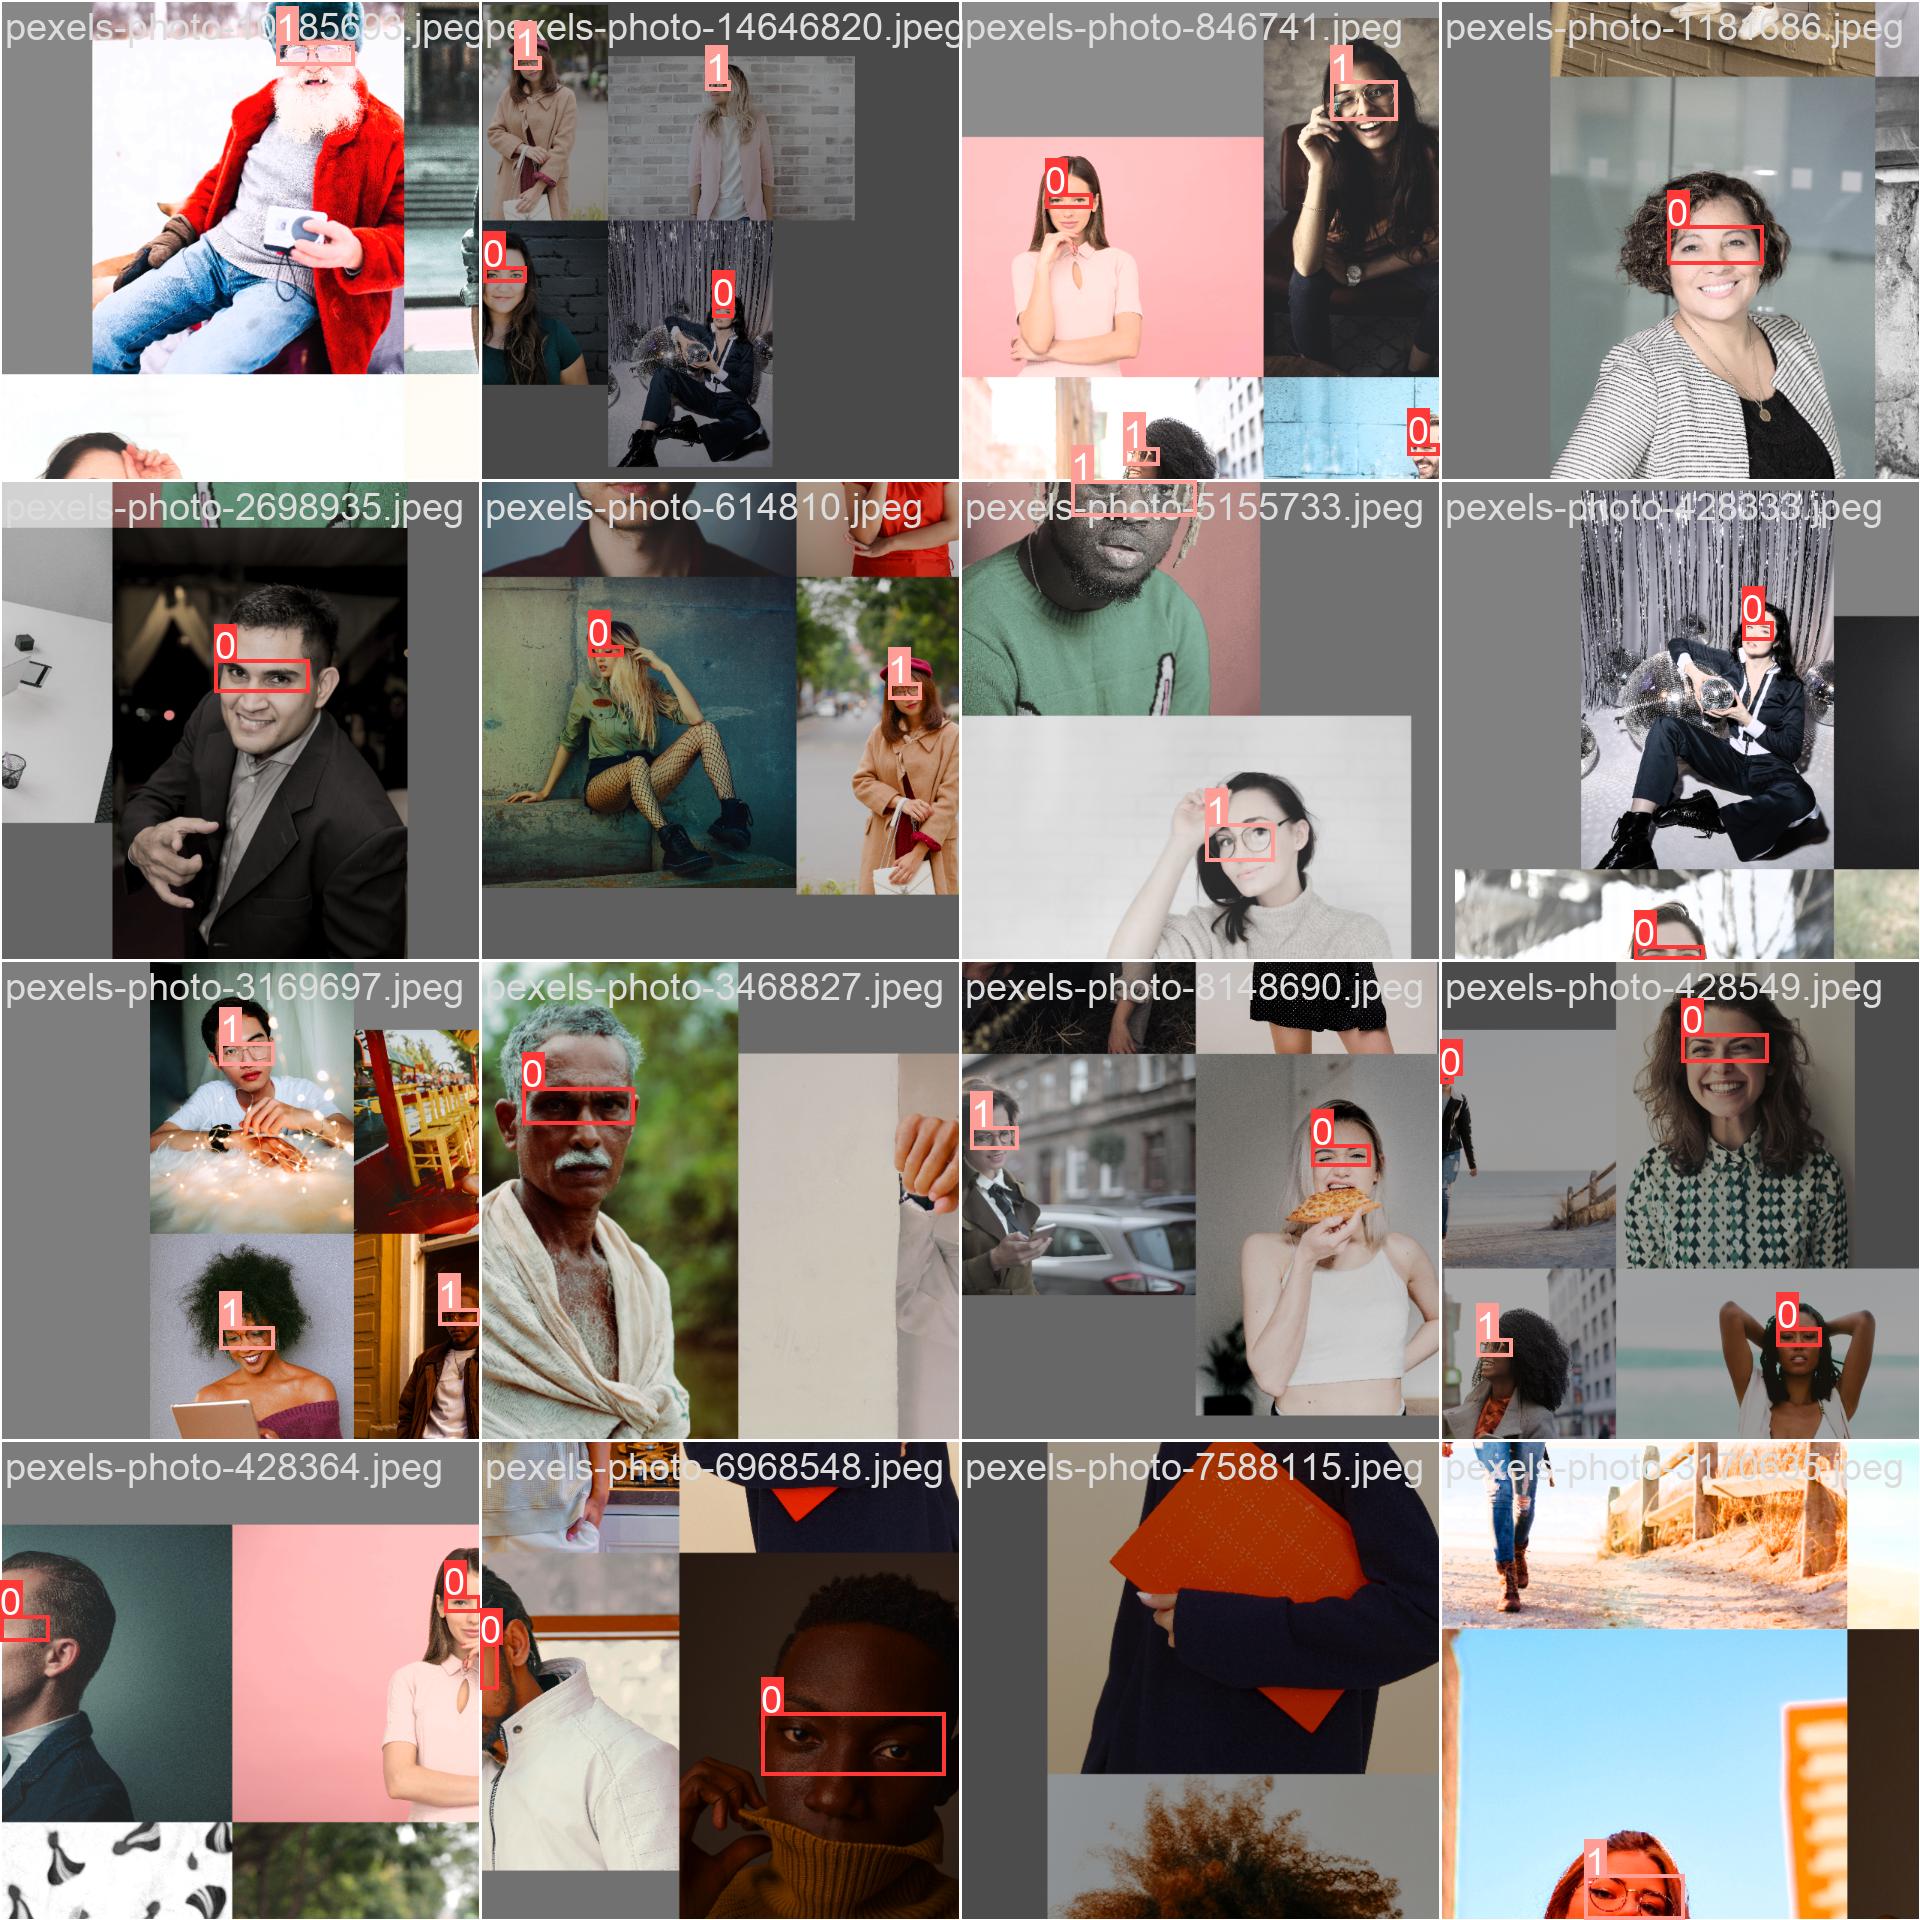 pexels-photo-10185693.jpeg
pexels-photo-14646820.jpeg
pexels-photo-846741.jpeg
pexels-photo-1181686.jpeg
1
1
1
1
0
0
0
0
1
1
0
pexels-photo-2698935.jpeg
pexels-photo-614810.jpeg
pexels-photo-5155733.jpeg
pexels-photo-428333.jpeg
0
0
1
1
0
0
pexels-photo-3169697.jpeg
pexels-photo-3468827.jpeg
pexels-photo-8148690.jpeg
pexels-photo-428549.jpeg
1
0
1
0
0
0
1
1
1
0
pexels-photo-428364.jpeg
pexels-photo-6968548.jpeg
pexels-photo-7588115.jpeg
pexels-photo-3170635.jpeg
0
0
0
0
1